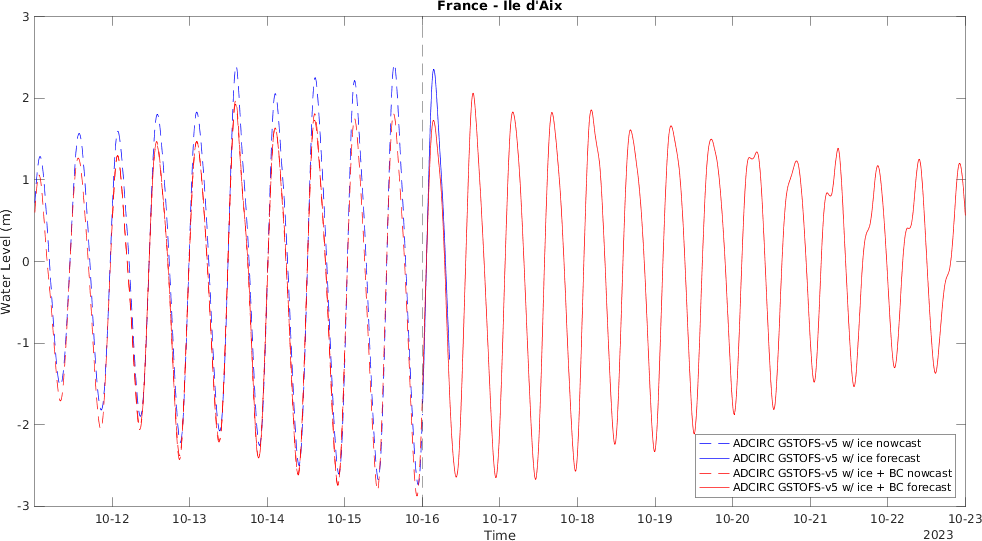 France - Ile d'Aix
3
2
1
0
-1
-2
-3
Water Level (m)
10-12 10-13 10-14 10-15 10-16 10-17 10-18 10-19 10-20 10-21 10-22 10-23
Time
2023
ADCIRC GSTOFS-v5 w/ ice nowcast
ADCIRC GSTOFS-v5 w/ ice forecast
ADCIRC GSTOFS-v5 w/ ice + BC nowcast
ADCIRC GSTOFS-v5 w/ ice + BC forecast